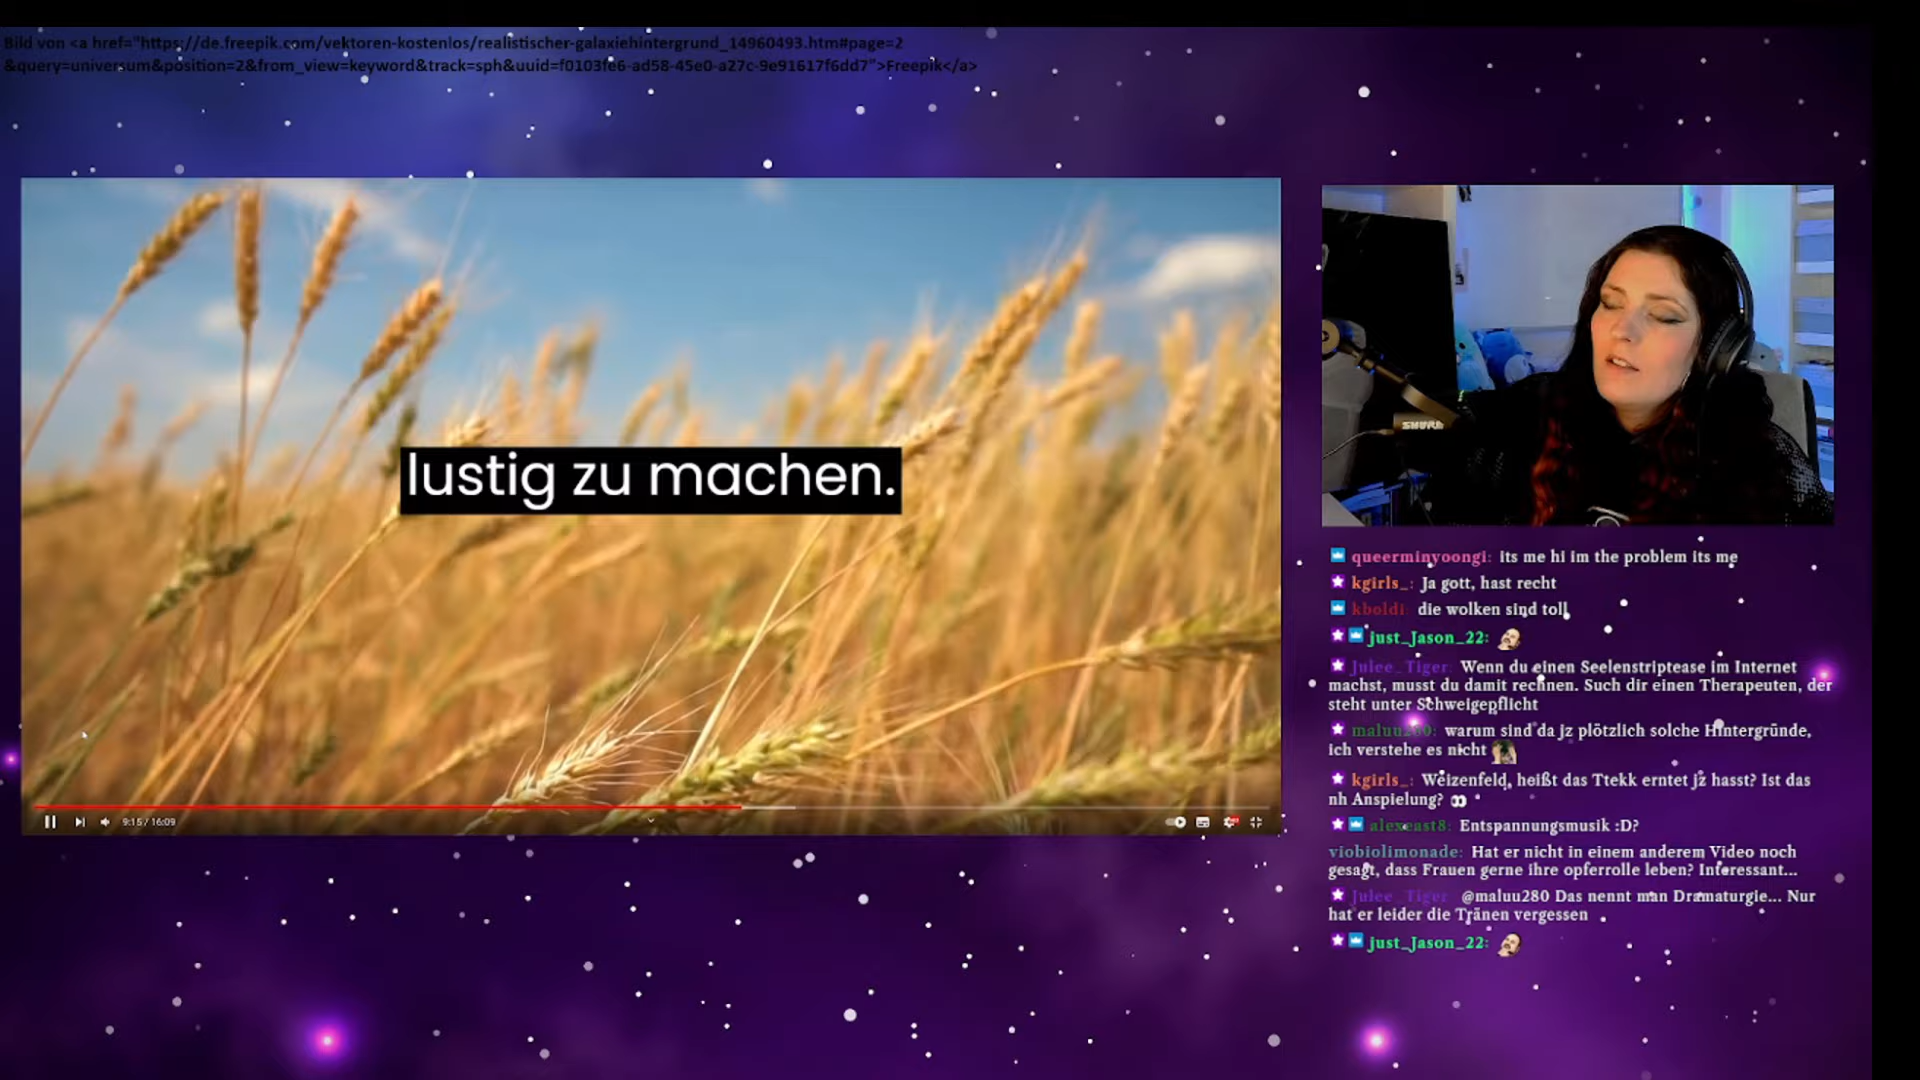 Bild von <a href="https://de.freepik.com/vektoren-kostenlos/realistischer-galaxiehintergrund_14960493.htm#page=2
&query=universum&position=2&from_view=keyword&track=sph&uuid=f0103fe6-ad58-45e0-a27c-9e91617f6dd7">Freepik</a>
lustig zu machen.
9:15 / 16:09
SHURE
queerminyoongi: its me hi im the problem its me
kgirls_: Ja gott, hast recht
kboldi: die wolken sind toll
just_Jason_22:
Julee_Tiger: Wenn du einen Seelenstriptease im Internet
machst, musst du damit rechnen. Such dir einen Therapeuten, der
steht unter Schweigepflicht
maluu280: warum sind da jz plötzlich solche Hintergründe,
ich verstehe es nicht
kgirls_: Weizenfeld, heißt das Ttekk erntet jz hasst? Ist das
nh Anspielung?
alexeast8: Entspannungsmusik :D?
viobiolimonade: Hat er nicht in einem anderem Video noch
gesagt, dass Frauen gerne ihre opferrolle leben? Interessant...
Julee_Tiger: @maluu280 Das nennt man Dramaturgie... Nur
hat er leider die Tränen vergessen
just_Jason_22: